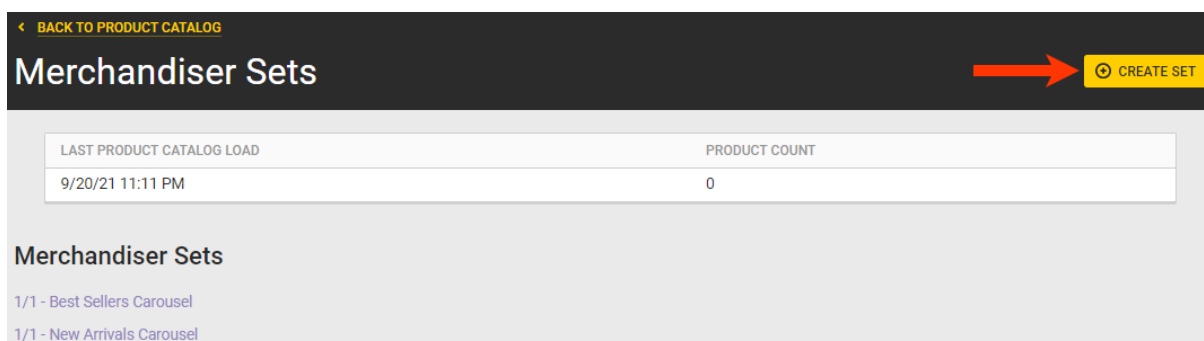 BACK TO PRODUCT CATALOG
Merchandiser Sets
CREATE SET
LAST PRODUCT CATALOG LOAD PRODUCT COUNT
9/20/21 11:11 PM 0
Merchandiser Sets
1/1 - Best Sellers Carousel
1/1 - New Arrivals Carousel